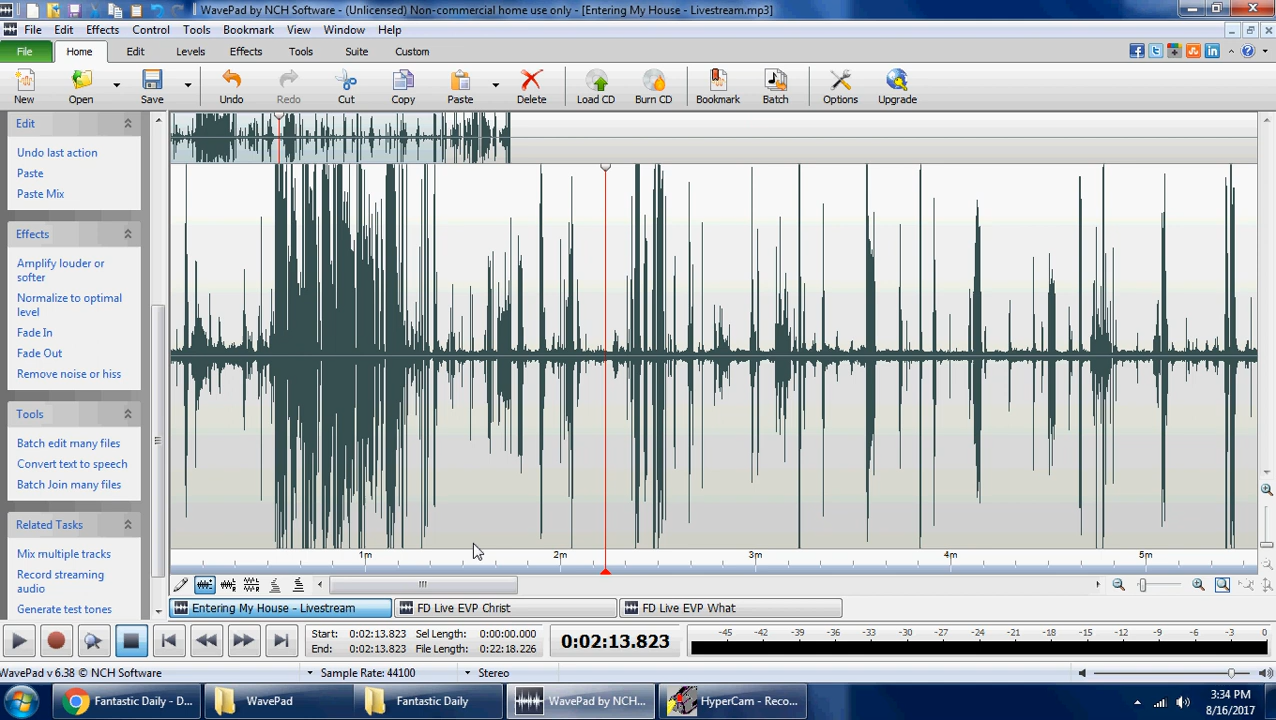 WavePad by NCH Software - (Unlicensed) Non-commercial home use only - [Entering My House - Livestream.mp3]
File Edit Effects Control Tools Bookmark View Window Help
File Home Edit Levels Effects Tools Suite Custom
New Open Save Undo Redo Cut Copy Paste Delete Load CD Burn CD Bookmark Batch Options Upgrade
Edit
Undo last action
Paste
Paste Mix
Effects
Amplify louder or
softer
Normalize to optimal
level
Fade In
Fade Out
Remove noise or hiss
Tools
Batch edit many files
Convert text to speech
Batch Join many files
Related Tasks
Mix multiple tracks
Record streaming
audio
Generate test tones
1m 2m 3m 4m 5m
Entering My House - Livestream FD Live EVP Christ FD Live EVP What
Start: 0:02:13.823 Sel Length: 0:00:00.000
End: 0:02:13.823 File Length: 0:22:18.226
0:02:13.823
-45 -42 -39 -36 -33 -30 -27 -24 -21 -18 -15 -12 -9 -6 -3 0
WavePad v 6.38 © NCH Software Sample Rate: 44100 Stereo
Fantastic Daily - D... WavePad Fantastic Daily WavePad by NCH... HyperCam - Reco...
3:34 PM
8/16/2017